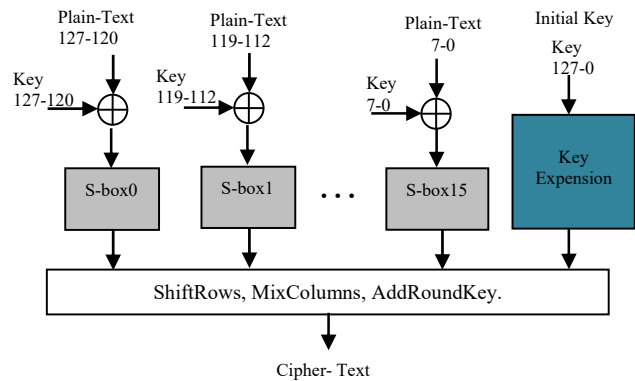 Plain-Text
127-120
Plain-Text
119-112
Plain-Text
7-0
Initial Key
Key
127-0
Key
127-120
Key
119-112
Key
7-0
S-box0
S-box1
...
S-box15
Key
Expension
ShiftRows, MixColumns, AddRoundKey.
Cipher- Text